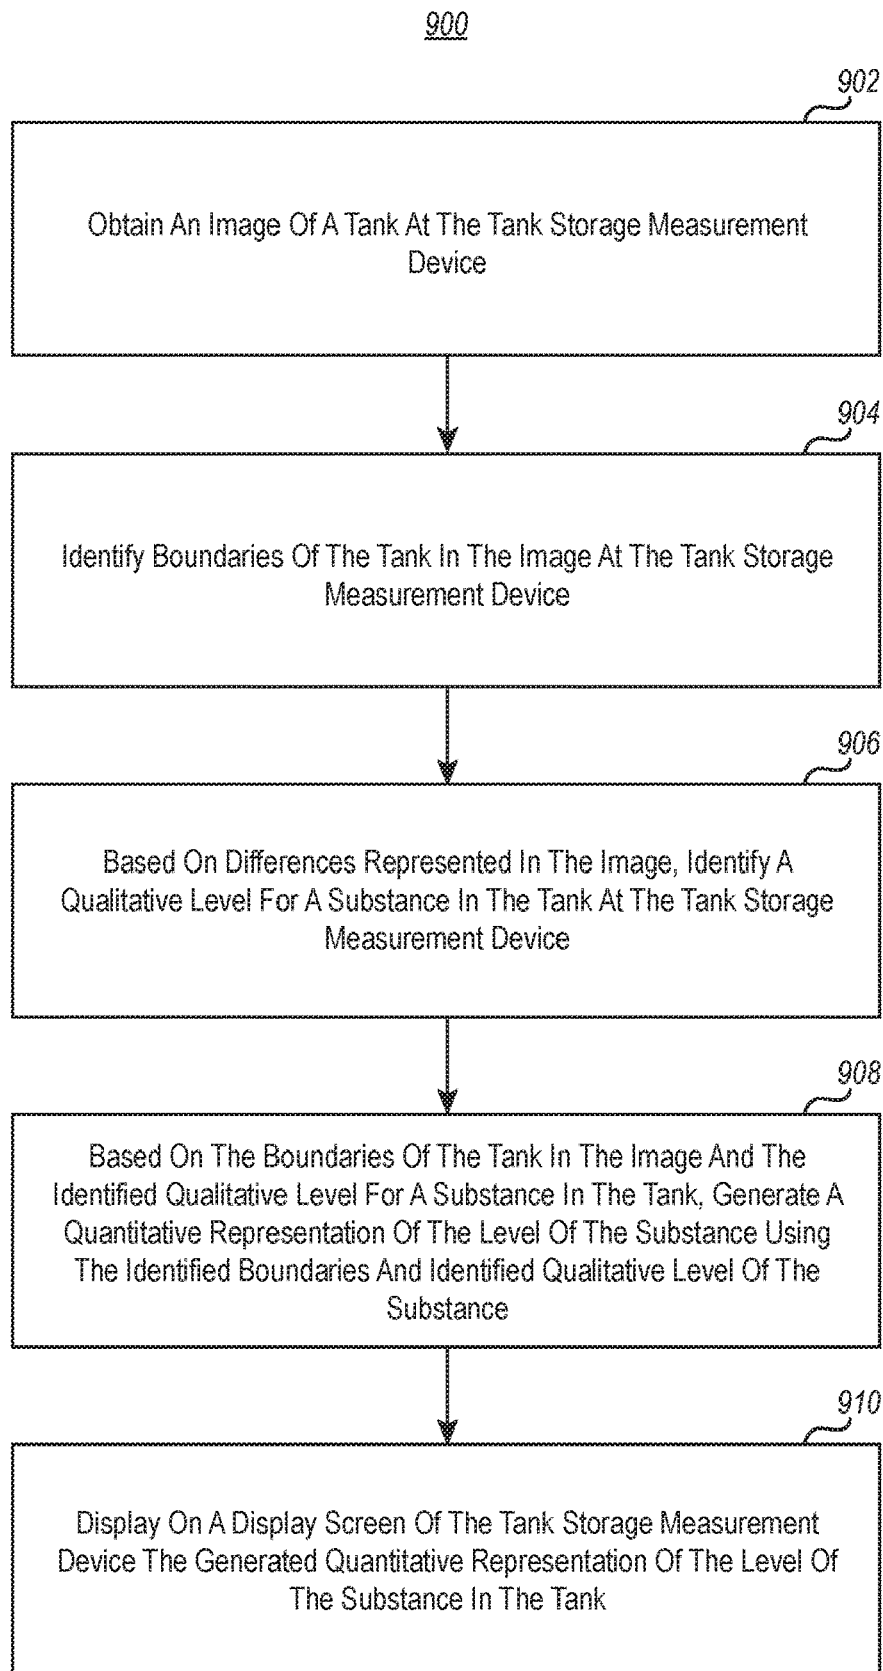 900
902
Obtain An Image Of A Tank At The Tank Storage Measurement
Device
904
Identify Boundaries Of The Tank In The Image At The Tank Storage
Measurement Device
906
Based On Differences Represented In The Image, Identify A
Qualitative Level For A Substance In The Tank At The Tank Storage
Measurement Device
908
Based On The Boundaries Of The Tank In The Image And The
Identified Qualitative Level For A Substance In The Tank, Generate A
Quantitative Representation Of The Level Of The Substance Using
The Identified Boundaries And Identified Qualitative Level Of The
Substance
910
Display On A Display Screen Of The Tank Storage Measurement
Device The Generated Quantitative Representation Of The Level Of
The Substance In The Tank